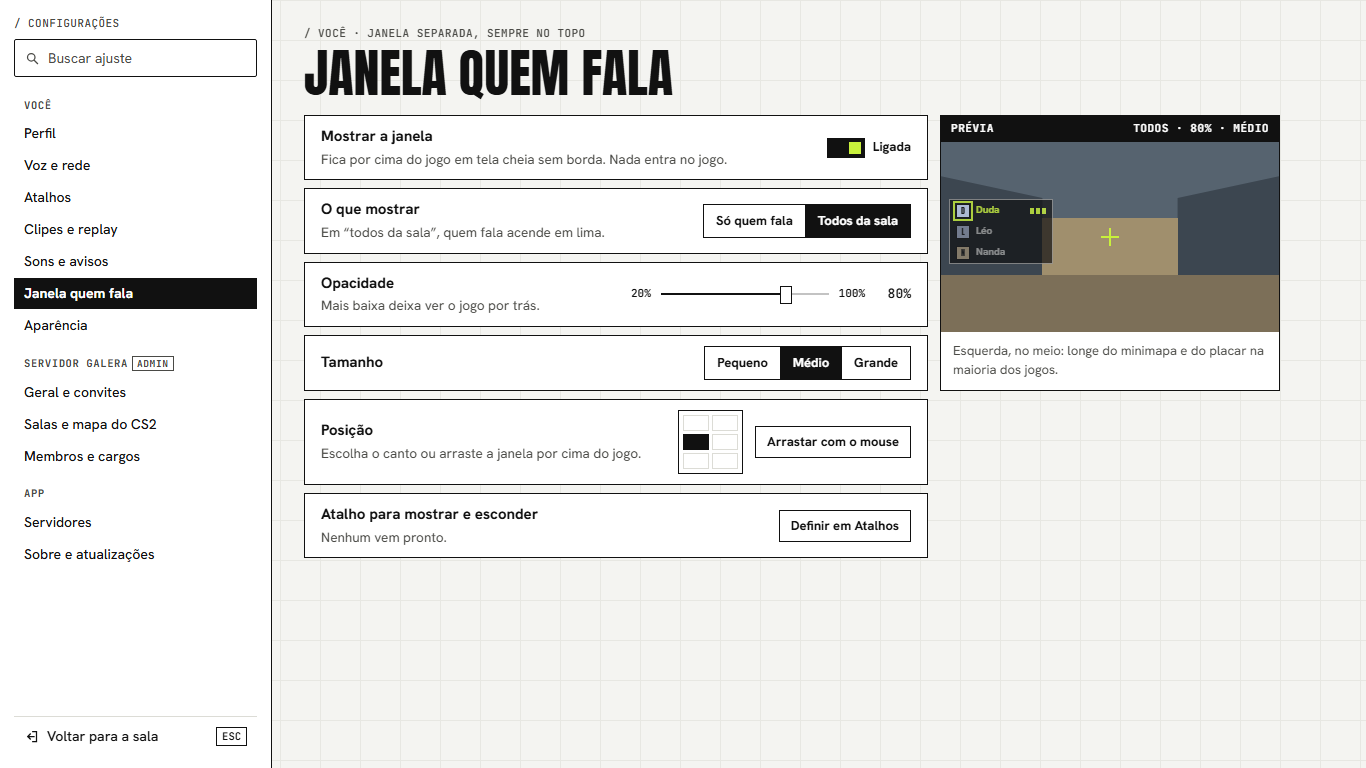 / CONFIGURAÇÕES
Buscar ajuste
VOCÊ
Perfil
Voz e rede
Atalhos
Clipes e replay
Sons e avisos
Janela quem fala
Aparência
SERVIDOR GALERA ADMIN
Geral e convites
Salas e mapa do CS2
Membros e cargos
APP
Servidores
Sobre e atualizações
Voltar para a sala ESC
/ VOCÊ · JANELA SEPARADA, SEMPRE NO TOPO
JANELA QUEM FALA
Mostrar a janela
Fica por cima do jogo em tela cheia sem borda. Nada entra no jogo.
Ligada
O que mostrar
Em “todos da sala”, quem fala acende em lima.
Só quem fala Todos da sala
Opacidade
Mais baixa deixa ver o jogo por trás.
20% 100% 80%
Tamanho
Pequeno Médio Grande
Posição
Escolha o canto ou arraste a janela por cima do jogo.
Arrastar com o mouse
Atalho para mostrar e esconder
Nenhum vem pronto.
Definir em Atalhos
PRÉVIA TODOS · 80% · MÉDIO
D Duda
L Léo
N Nanda
Esquerda, no meio: longe do minimapa e do placar na
maioria dos jogos.